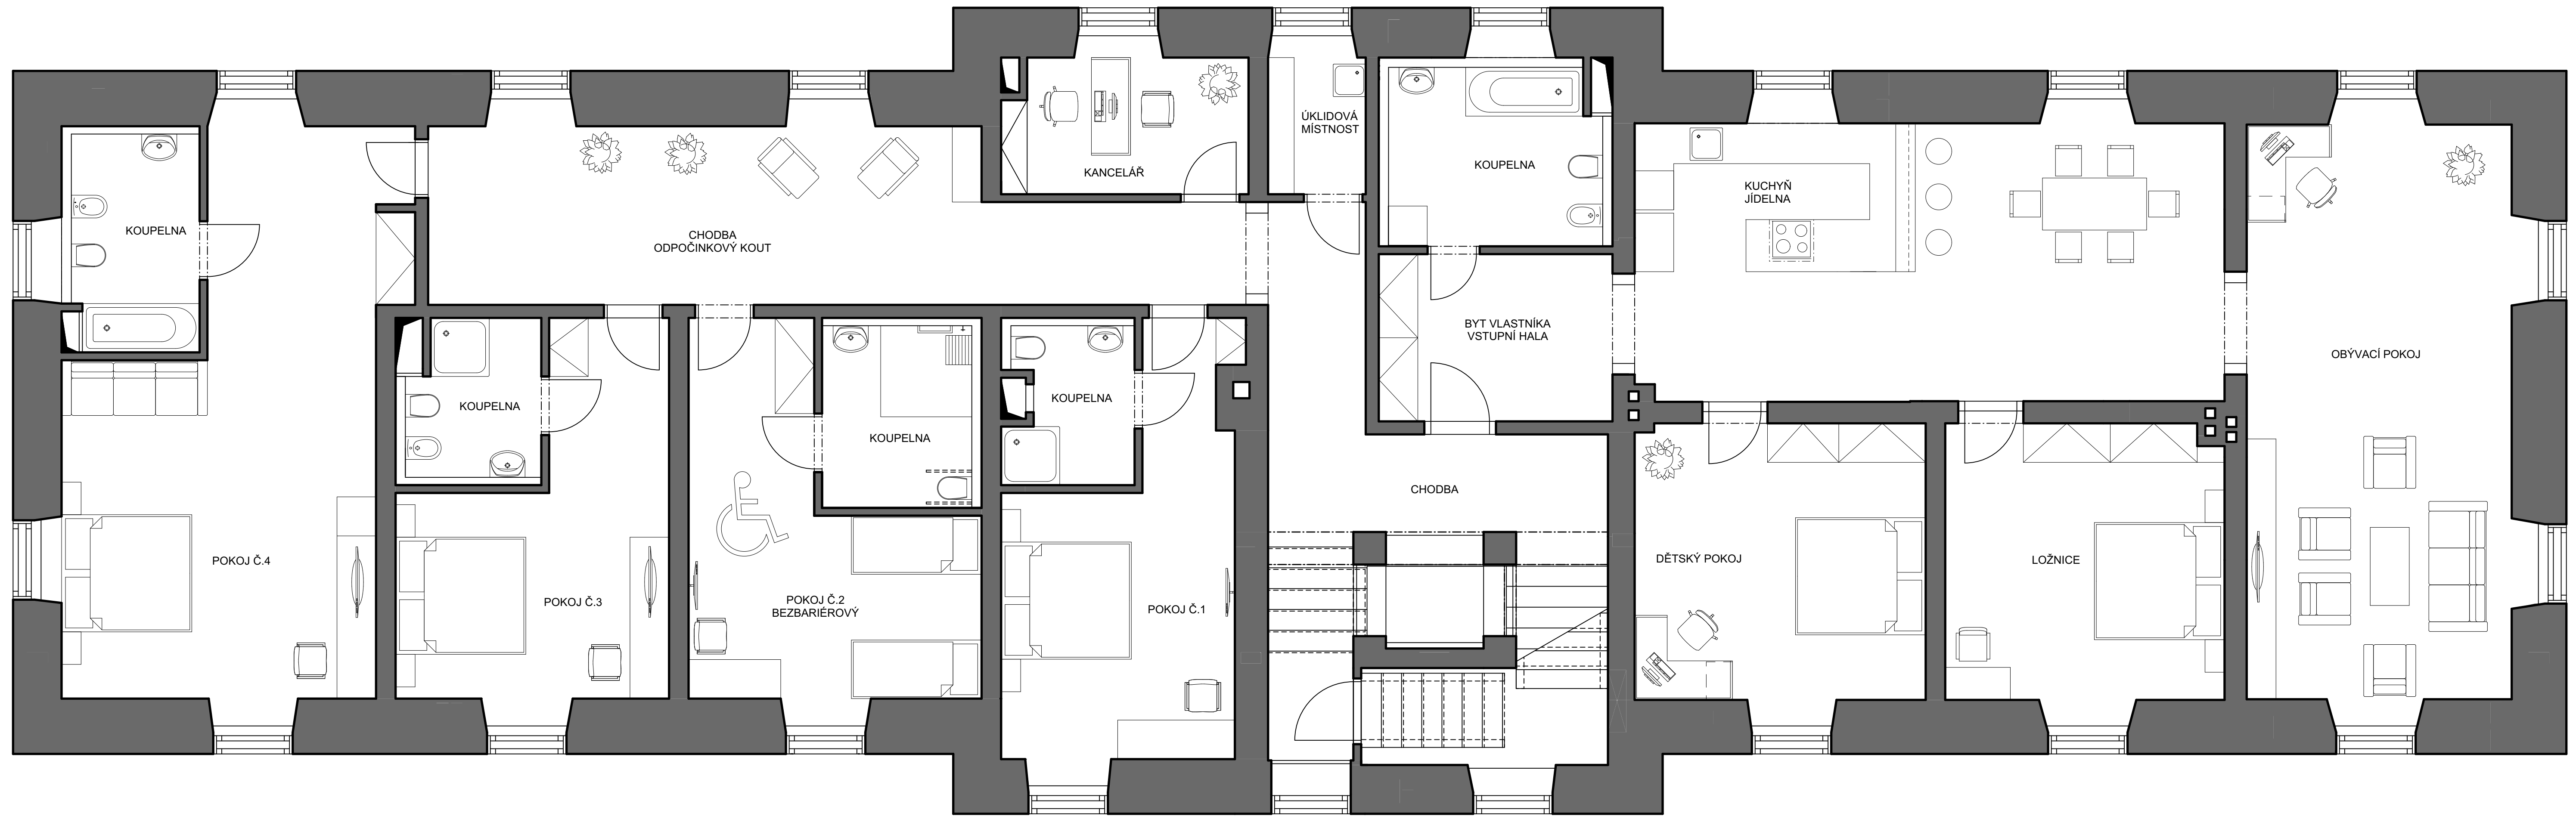 KOUPELNA
CHODBA
ODPOČINKOVÝ KOUT
KANCELÁŘ
ÚKLIDOVÁ
MÍSTNOST
KOUPELNA
KUCHYŇ
JÍDELNA
BYT VLASTNÍKA
VSTUPNÍ HALA
OBÝVACÍ POKOJ
KOUPELNA
KOUPELNA
KOUPELNA
CHODBA
POKOJ Č.4
POKOJ Č.3
POKOJ Č.2
BEZBARIÉROVÝ
POKOJ Č.1
DĚTSKÝ POKOJ
LOŽNICE